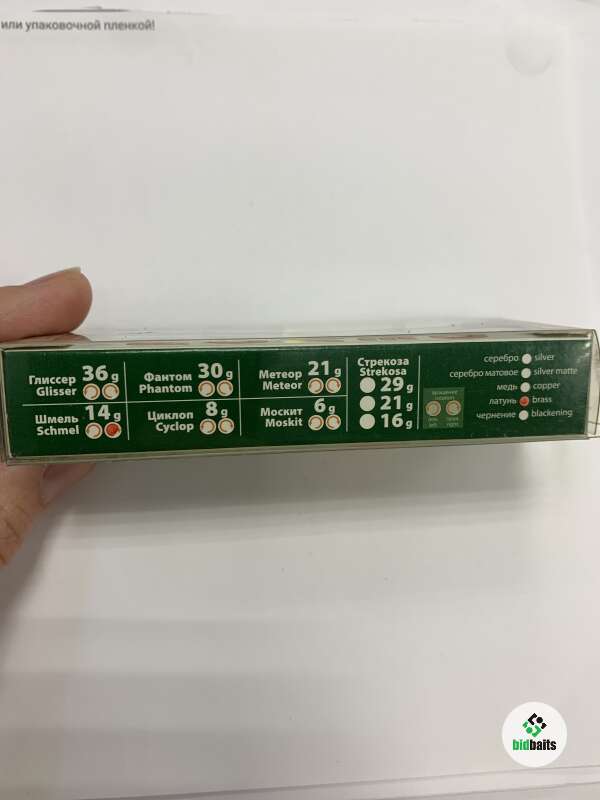 или упаковочной пленкой!
Глиссер 36 g
Glisser
Фантом 30 g
Phantom
Метеор 21 g
Meteor
Стрекоза
Strekosa
29 g
21 g
16 g
Шмель 14 g
Schmel
Циклоп 8 g
Cyclop
Москит 6 g
Moskit
серебро silver
серебро матовое silver matte
медь copper
латунь brass
чернение blackening
bidbaits